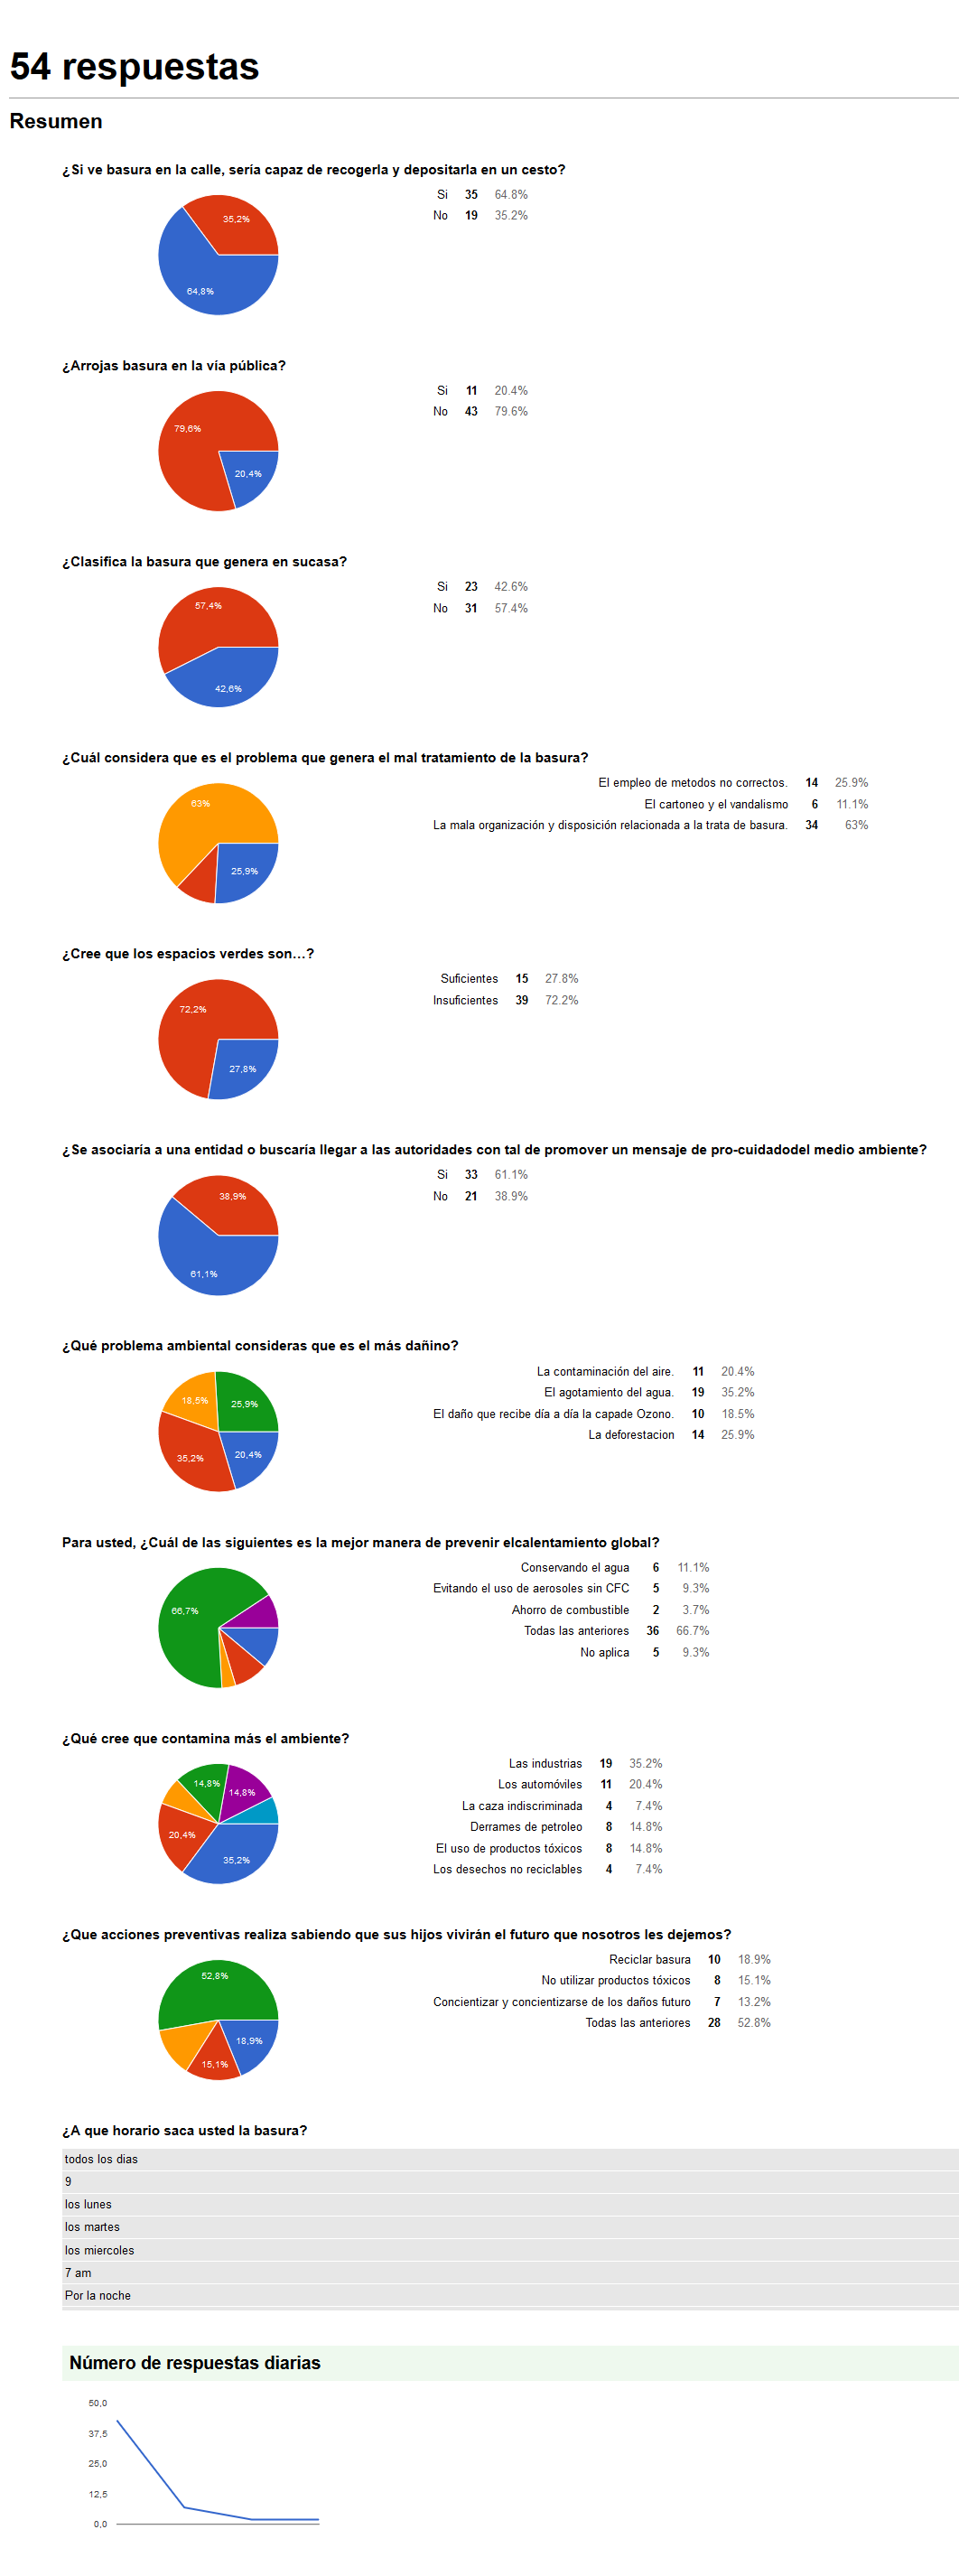 54 respuestas
Resumen
¿Si ve basura en la calle, sería capaz de recogerla y depositarla en un cesto?
Si 35 64.8%
No 19 35.2%
35,2%
64,8%
¿Arrojas basura en la vía pública?
Si 11 20.4%
No 43 79.6%
79,6%
20,4%
¿Clasifica la basura que genera en sucasa?
Si 23 42.6%
No 31 57.4%
57,4%
42,6%
¿Cuál considera que es el problema que genera el mal tratamiento de la basura?
El empleo de metodos no correctos. 14 25.9%
El cartoneo y el vandalismo 6 11.1%
La mala organización y disposición relacionada a la trata de basura. 34 63%
63%
25,9%
¿Cree que los espacios verdes son...?
Suficientes 15 27.8%
Insuficientes 39 72.2%
72,2%
27,8%
¿Se asociaría a una entidad o buscaría llegar a las autoridades con tal de promover un mensaje de pro-cuidadodel medio ambiente?
Si 33 61.1%
No 21 38.9%
38,9%
61,1%
¿Qué problema ambiental consideras que es el más dañino?
La contaminación del aire. 11 20.4%
El agotamiento del agua. 19 35.2%
El daño que recibe día a día la capade Ozono. 10 18.5%
La deforestacion 14 25.9%
18,5%
25,9%
35,2%
20,4%
Para usted, ¿Cuál de las siguientes es la mejor manera de prevenir elcalentamiento global?
Conservando el agua 6 11.1%
Evitando el uso de aerosoles sin CFC 5 9.3%
Ahorro de combustible 2 3.7%
Todas las anteriores 36 66.7%
No aplica 5 9.3%
66,7%
¿Qué cree que contamina más el ambiente?
Las industrias 19 35.2%
Los automóviles 11 20.4%
La caza indiscriminada 4 7.4%
Derrames de petroleo 8 14.8%
El uso de productos tóxicos 8 14.8%
Los desechos no reciclables 4 7.4%
14,8%
14,8%
20,4%
35,2%
¿Que acciones preventivas realiza sabiendo que sus hijos vivirán el futuro que nosotros les dejemos?
Reciclar basura 10 18.9%
No utilizar productos tóxicos 8 15.1%
Concientizar y concientizarse de los daños futuro 7 13.2%
Todas las anteriores 28 52.8%
52,8%
18,9%
15,1%
¿A que horario saca usted la basura?
todos los dias
9
los lunes
los martes
los miercoles
7 am
Por la noche
Número de respuestas diarias
50,0
37,5
25,0
12,5
0,0